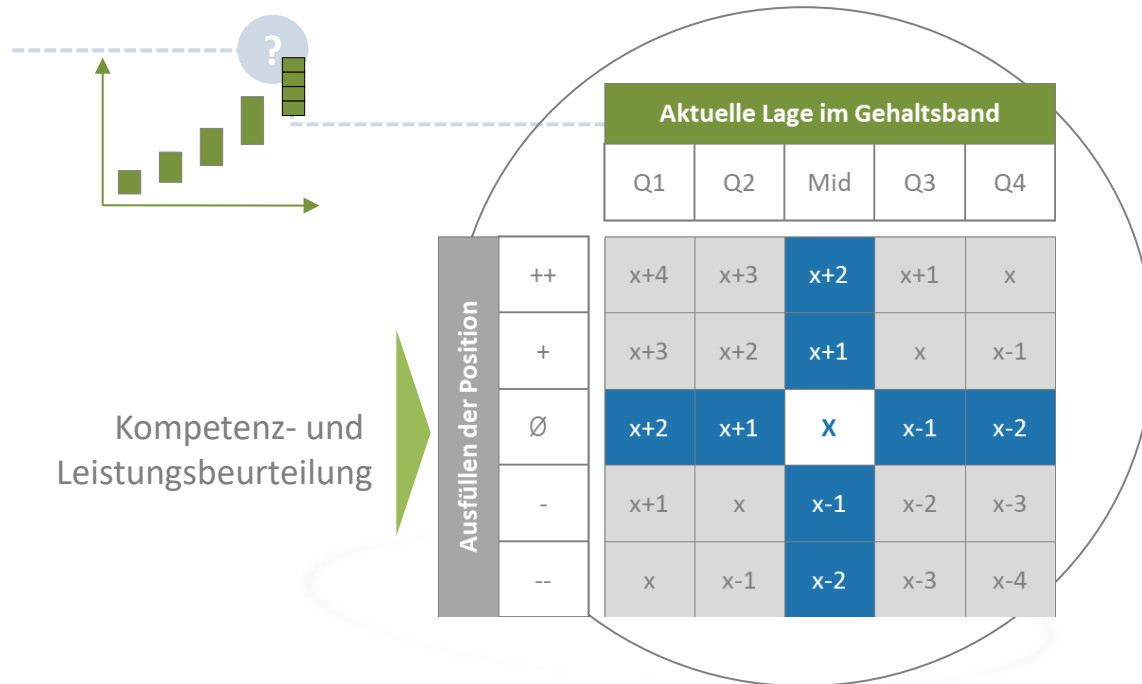 ?
Aktuelle Lage im Gehaltsband
Q1 Q2 Mid Q3 Q4
Ausfüllen der Position
++ x+4 x+3 x+2 x+1 x
+ x+3 x+2 x+1 x x-1
Ø x+2 x+1 X x-1 x-2
- x+1 x x-1 x-2 x-3
-- x x-1 x-2 x-3 x-4
Kompetenz- und
Leistungsbeurteilung